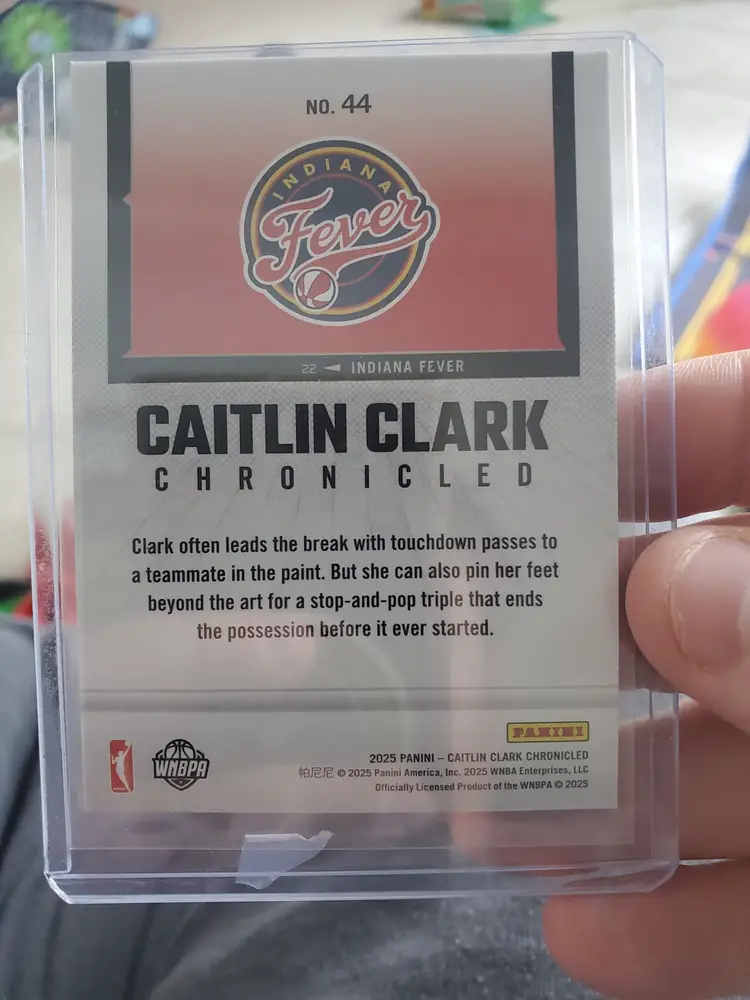 NO. 44
INDIANA
Fever
22 ◄ INDIANA FEVER
CAITLIN CLARK
CHRONICLED
Clark often leads the break with touchdown passes to
a teammate in the paint. But she can also pin her feet
beyond the art for a stop-and-pop triple that ends
the possession before it ever started.
PANINI
WNBPA
2025 PANINI – CAITLIN CLARK CHRONICLED
帕尼尼 © 2025 Panini America, Inc. 2025 WNBA Enterprises, LLC
Officially Licensed Product of the WNBPA © 2025